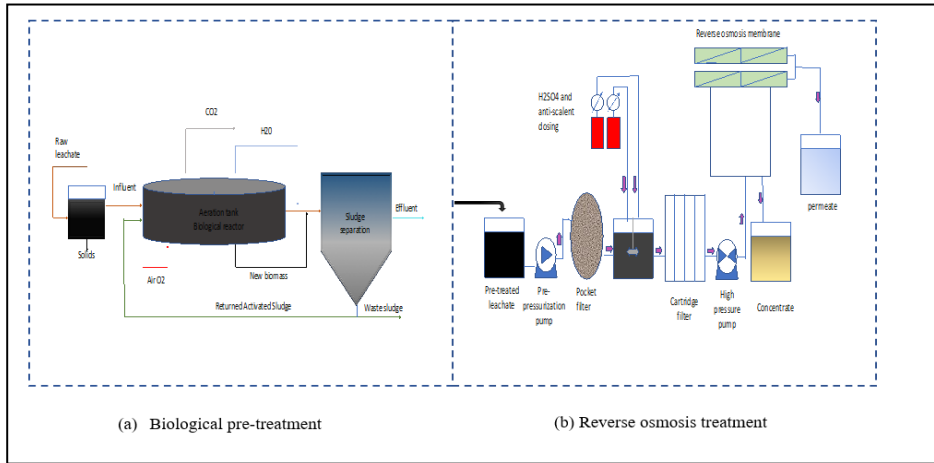 Raw
leachate
Influent
Solids
CO2
H20
Aeration tank
Biological reactor
Air O2
New biomass
Sludge
separation
Effluent
Returned Activated Sludge
Waste sludge
(a) Biological pre-treatment
Reverse osmosis membrane
H2SO4 and
anti-scalent
dosing
permeate
Pre-treated
leachate
Pre-
pressurization
pump
Pocket
filter
Cartridge
filter
High
pressure
pump
Concentrate
(b) Reverse osmosis treatment